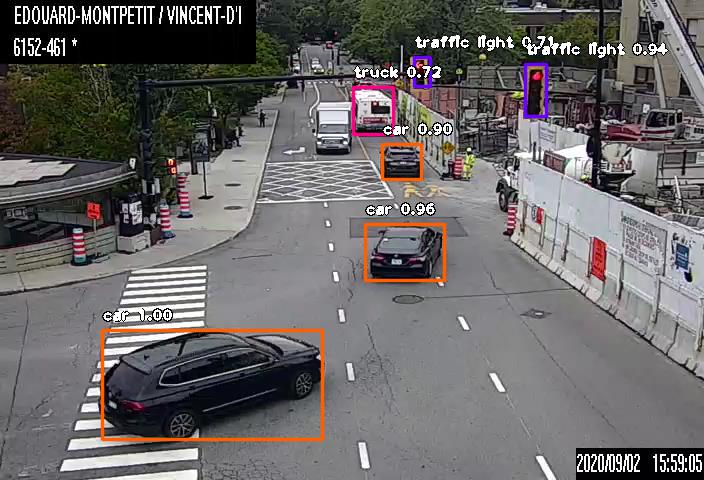 EDOUARD-MONTPETIT / VINCENT-D'I
6152-461 *
traffic light 0.71
traffic light 0.94
truck 0.72
car 0.90
car 0.96
car 1.00
2020/09/02 15:59:05